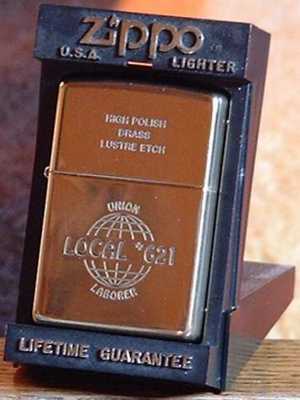 Zippo
U.S.A. LIGHTER
HIGH POLISH
BRASS
LUSTRE ETCH
UNION
LOCAL #621
LABORER
LIFETIME GUARANTEE